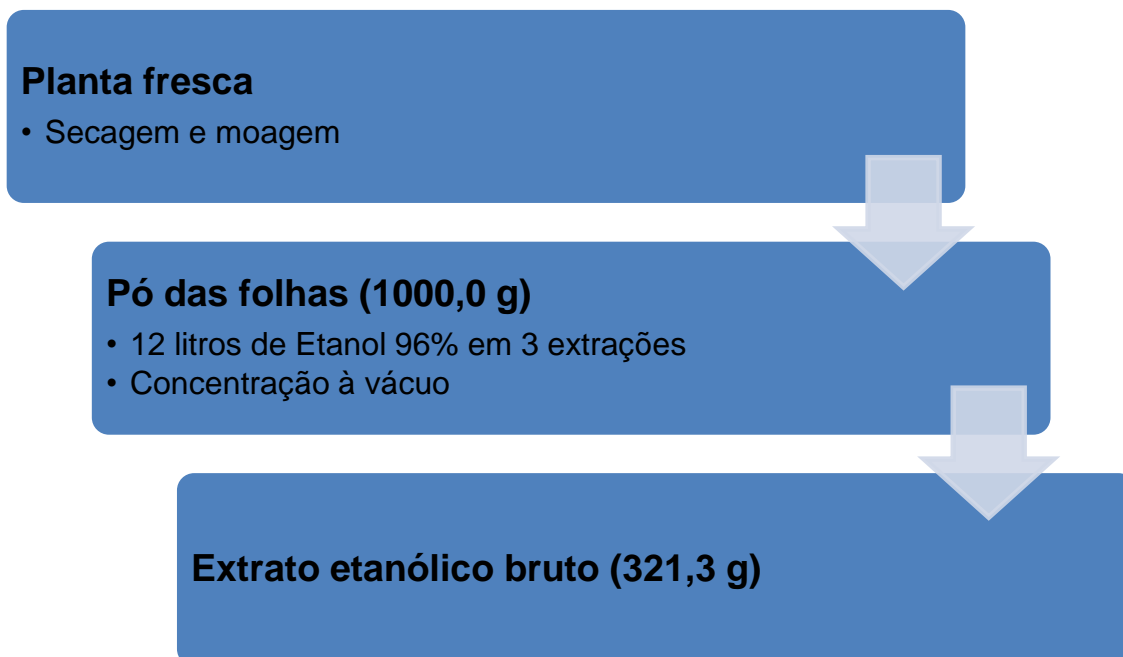 Planta fresca
• Secagem e moagem
Pó das folhas (1000,0 g)
• 12 litros de Etanol 96% em 3 extrações
• Concentração à vácuo
Extrato etanólico bruto (321,3 g)